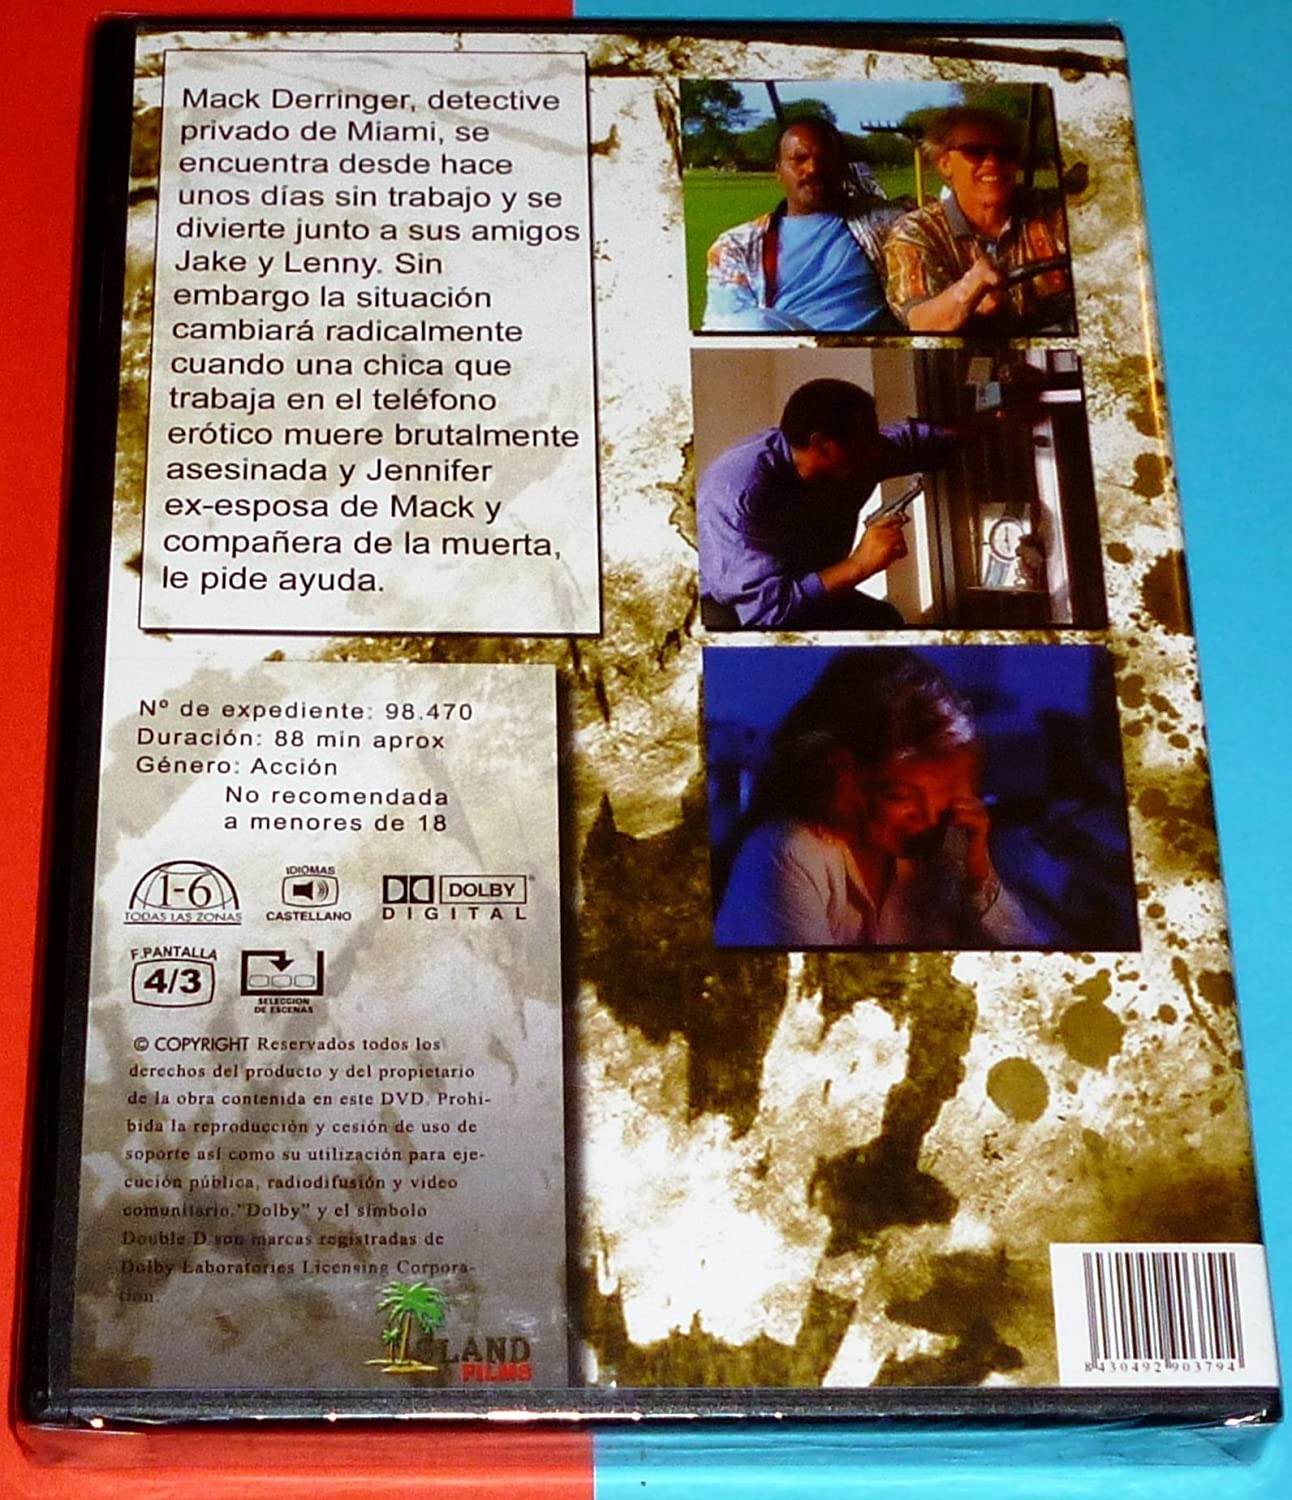 Mack Derringer, detective
privado de Miami, se
encuentra desde hace
unos días sin trabajo y se
divierte junto a sus amigos
Jake y Lenny. Sin
embargo la situación
cambiará radicalmente
cuando una chica que
trabaja en el teléfono
erótico muere brutalmente
asesinada y Jennifer
ex-esposa de Mack y
compañera de la muerta,
le pide ayuda.
Nº de expediente: 98.470
Duración: 88 min aprox
Género: Acción
No recomendada
a menores de 18
1-6
TODAS LAS ZONAS
IDIOMAS
CASTELLANO
DOLBY
DIGITAL
F.PANTALLA
4/3
SELECCION
DE ESCENAS
© COPYRIGHT Reservados todos los
derechos del producto y del propietario
de la obra contenida en este DVD. Prohi-
bida la reproducción y cesión de uso de
soporte así como su utilización para eje-
cución pública, radiodifusión y video
comunitario."Dolby" y el símbolo
Double D son marcas registradas de
Dolby Laboratories Licensing Corpora-
tion.
ISLAND
FILMS
8 430492 903794